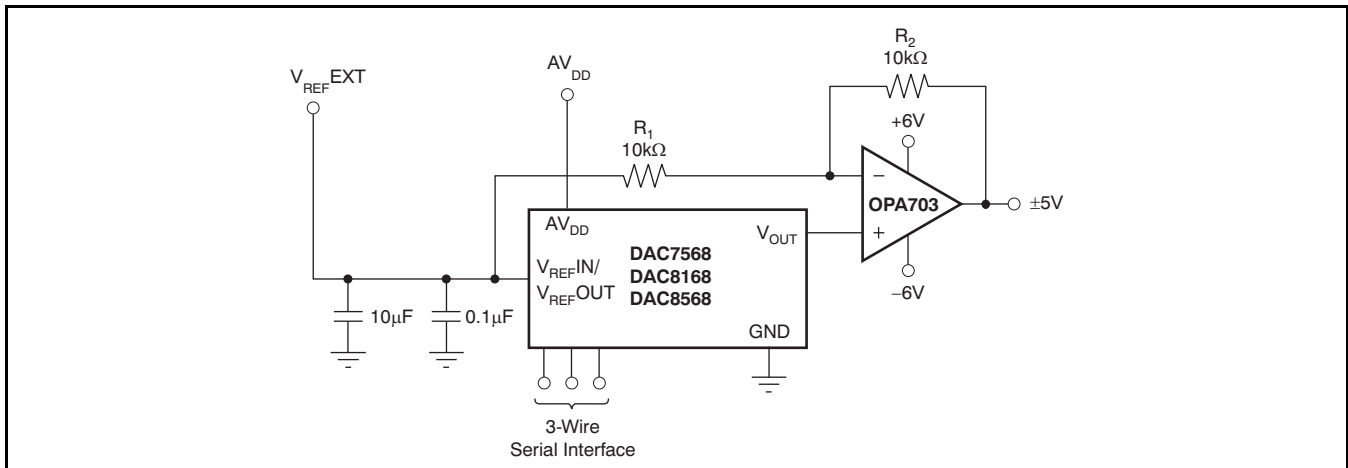 V_REF EXT
AV_DD
R_1
10kΩ
R_2
10kΩ
+6V
−
OPA703
+
−6V
±5V
AV_DD
V_OUT
V_REF IN/
V_REF OUT
DAC7568
DAC8168
DAC8568
GND
10μF
0.1μF
3-Wire
Serial Interface